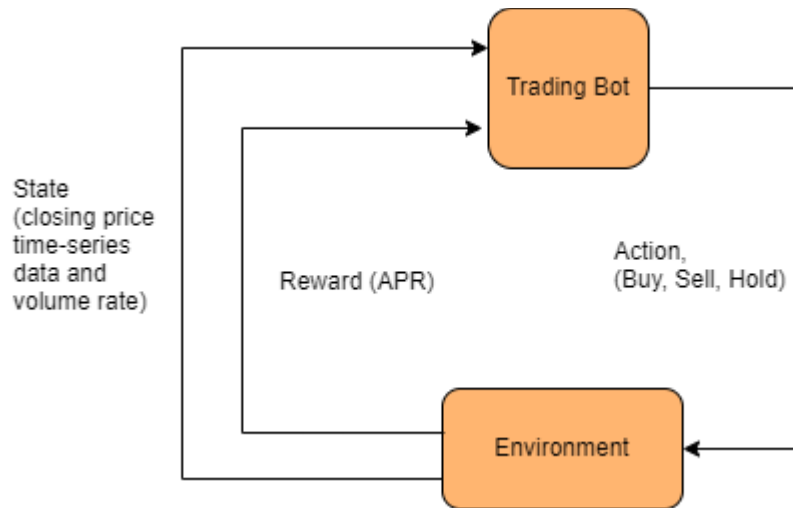 Trading Bot
State
(closing price
time-series
data and
volume rate)
Reward (APR)
Action,
(Buy, Sell, Hold)
Environment